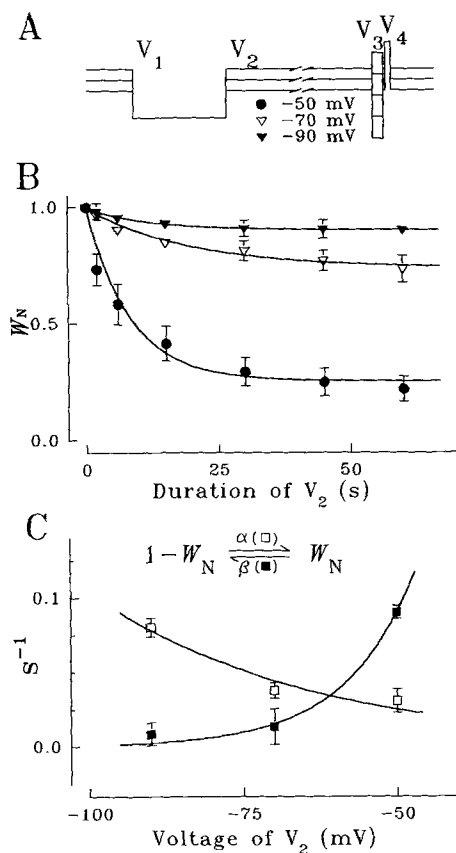 A
V1 V2 V3 V4
● -50 mV
▽ -70 mV
▼ -90 mV
B
1.0
0.5
0.0
WN
0 25 50
Duration of V2 (s)
C
1-WN α(□) β(■) WN
0.1
0.0
S-1
-100 -75 -50
Voltage of V2 (mV)